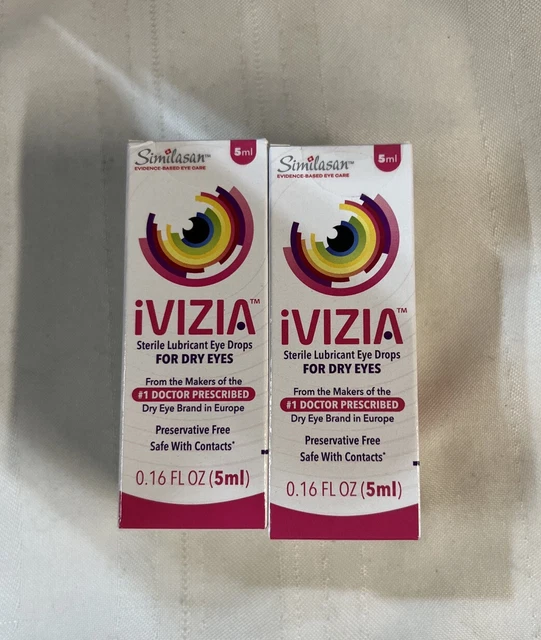 Similasan™
EVIDENCE-BASED EYE CARE
5ml
iVIZIA™
Sterile Lubricant Eye Drops
FOR DRY EYES
From the Makers of the
#1 DOCTOR PRESCRIBED
Dry Eye Brand in Europe
Preservative Free
Safe With Contacts*
0.16 FL OZ (5ml)
Similasan™
EVIDENCE-BASED EYE CARE
5ml
iVIZIA™
Sterile Lubricant Eye Drops
FOR DRY EYES
From the Makers of the
#1 DOCTOR PRESCRIBED
Dry Eye Brand in Europe
Preservative Free
Safe With Contacts*
0.16 FL OZ (5ml)